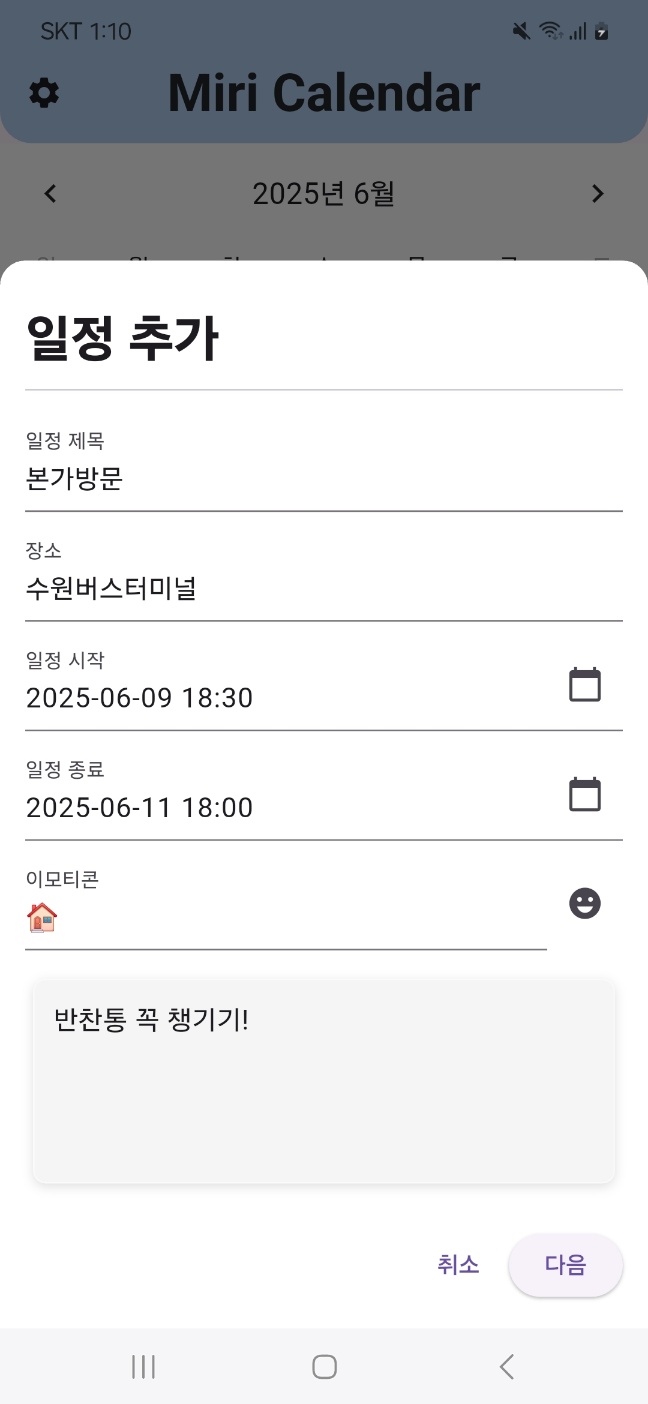 SKT 1:10
Miri Calendar
2025년 6월
일정 추가
일정 제목
본가방문
장소
수원버스터미널
일정 시작
2025-06-09 18:30
일정 종료
2025-06-11 18:00
이모티콘
반찬통 꼭 챙기기!
취소
다음